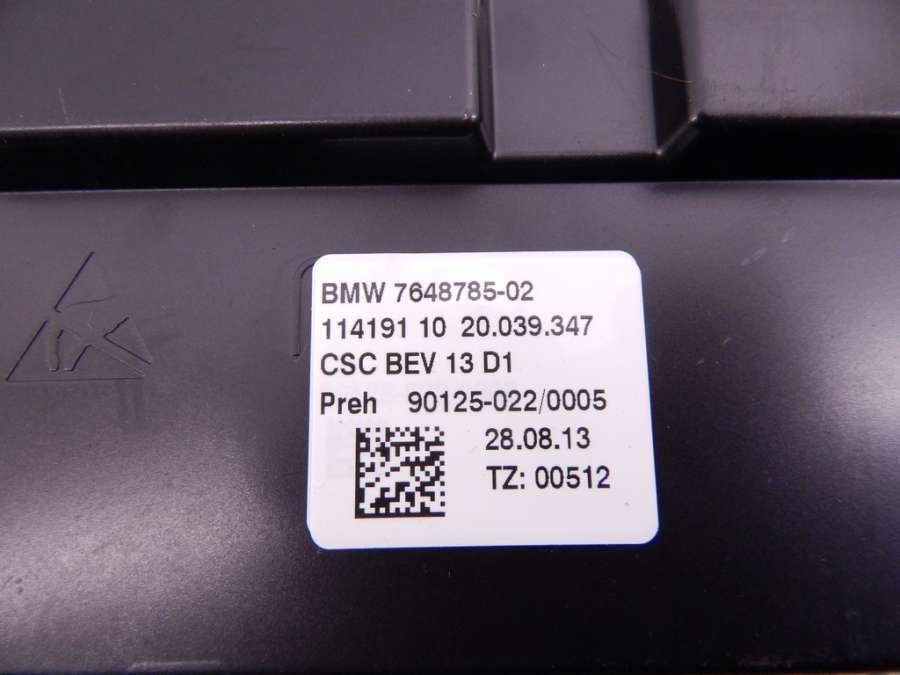 BMW 7648785-02
114191 10 20.039.347
CSC BEV 13 D1
Preh 90125-022/0005
28.08.13
TZ: 00512